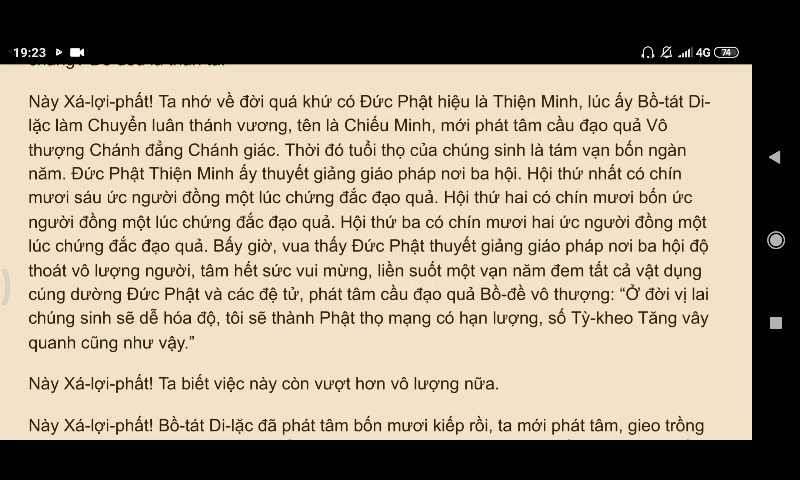 19:23
4G
74
Này Xá-lợi-phất! Ta nhớ về đời quá khứ có Đức Phật hiệu là Thiện Minh, lúc ấy Bồ-tát Di-
lặc làm Chuyển luân thánh vương, tên là Chiếu Minh, mới phát tâm cầu đạo quả Vô
thượng Chánh đẳng Chánh giác. Thời đó tuổi thọ của chúng sinh là tám vạn bốn ngàn
năm. Đức Phật Thiện Minh ấy thuyết giảng giáo pháp nơi ba hội. Hội thứ nhất có chín
mươi sáu ức người đồng một lúc chứng đắc đạo quả. Hội thứ hai có chín mươi bốn ức
người đồng một lúc chứng đắc đạo quả. Hội thứ ba có chín mươi hai ức người đồng một
lúc chứng đắc đạo quả. Bấy giờ, vua thấy Đức Phật thuyết giảng giáo pháp nơi ba hội độ
thoát vô lượng người, tâm hết sức vui mừng, liền suốt một vạn năm đem tất cả vật dụng
cúng dường Đức Phật và các đệ tử, phát tâm cầu đạo quả Bồ-đề vô thượng: “Ở đời vị lai
chúng sinh sẽ dễ hóa độ, tôi sẽ thành Phật thọ mạng có hạn lượng, số Tỳ-kheo Tăng vây
quanh cũng như vậy.”
Này Xá-lợi-phất! Ta biết việc này còn vượt hơn vô lượng nữa.
Này Xá-lợi-phất! Bồ-tát Di-lặc đã phát tâm bốn mươi kiếp rồi, ta mới phát tâm, gieo trồng